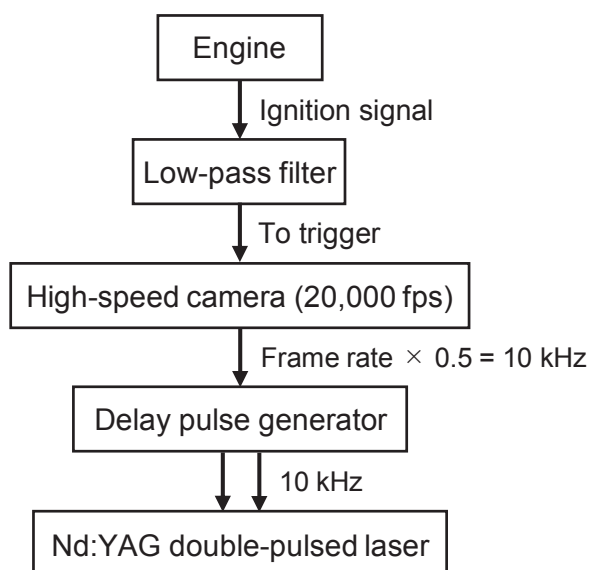 Engine
Ignition signal
Low-pass filter
To trigger
High-speed camera (20,000 fps)
Frame rate × 0.5 = 10 kHz
Delay pulse generator
10 kHz
Nd:YAG double-pulsed laser